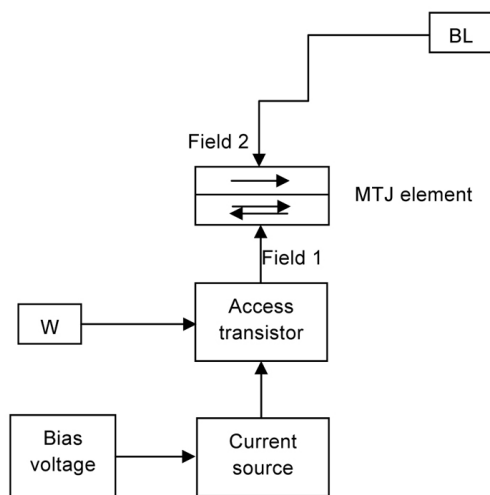 BL
Field 2
MTJ element
Field 1
Access
transistor
W
Bias
voltage
Current
source